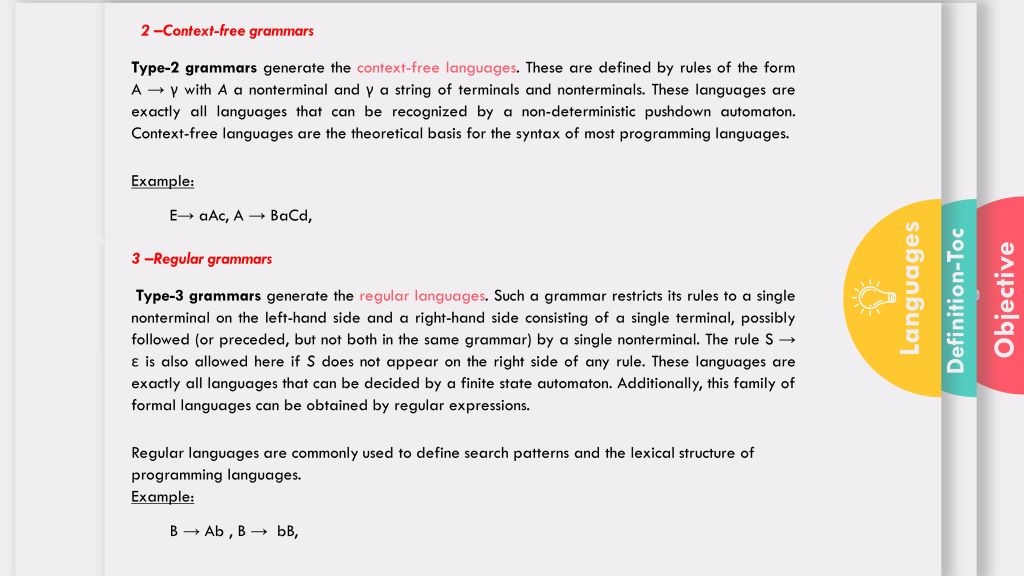 2 –Context-free grammars
Type-2 grammars generate the context-free languages. These are defined by rules of the form
A → γ with A a nonterminal and γ a string of terminals and nonterminals. These languages are
exactly all languages that can be recognized by a non-deterministic pushdown automaton.
Context-free languages are the theoretical basis for the syntax of most programming languages.
Example:
E→ aAc, A → BaCd,
3 –Regular grammars
Type-3 grammars generate the regular languages. Such a grammar restricts its rules to a single
nonterminal on the left-hand side and a right-hand side consisting of a single terminal, possibly
followed (or preceded, but not both in the same grammar) by a single nonterminal. The rule S →
ε is also allowed here if S does not appear on the right side of any rule. These languages are
exactly all languages that can be decided by a finite state automaton. Additionally, this family of
formal languages can be obtained by regular expressions.
Regular languages are commonly used to define search patterns and the lexical structure of
programming languages.
Example:
B → Ab , B → bB,
Languages
Definition-Toc
Objective